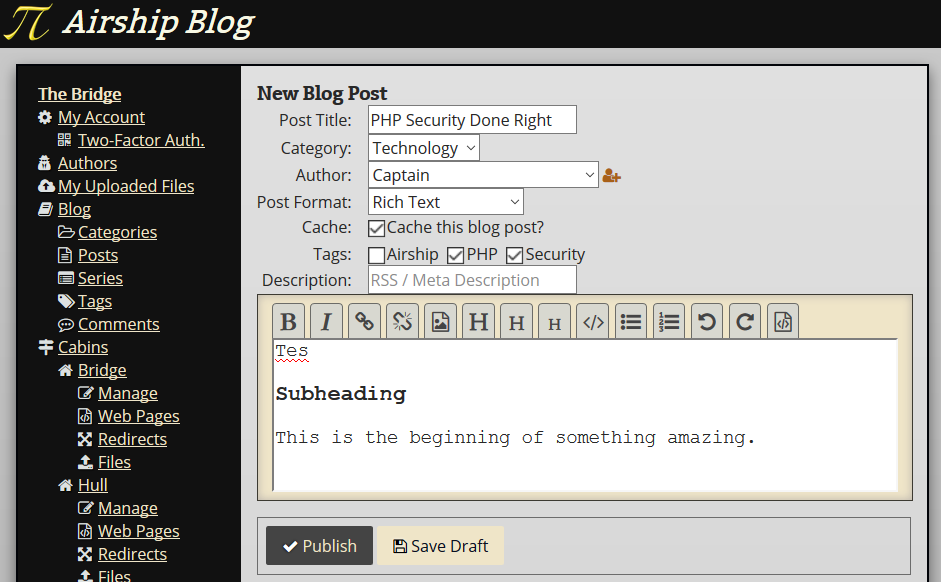 π Airship Blog
The Bridge
My Account
Two-Factor Auth.
Authors
My Uploaded Files
Blog
Categories
Posts
Series
Tags
Comments
Cabins
Bridge
Manage
Web Pages
Redirects
Files
Hull
Manage
Web Pages
Redirects
Files
New Blog Post
Post Title: PHP Security Done Right
Category: Technology
Author: Captain
Post Format: Rich Text
Cache: Cache this blog post?
Tags: Airship PHP Security
Description: RSS / Meta Description
B I H H H </>
Tes
Subheading
This is the beginning of something amazing.
Publish Save Draft